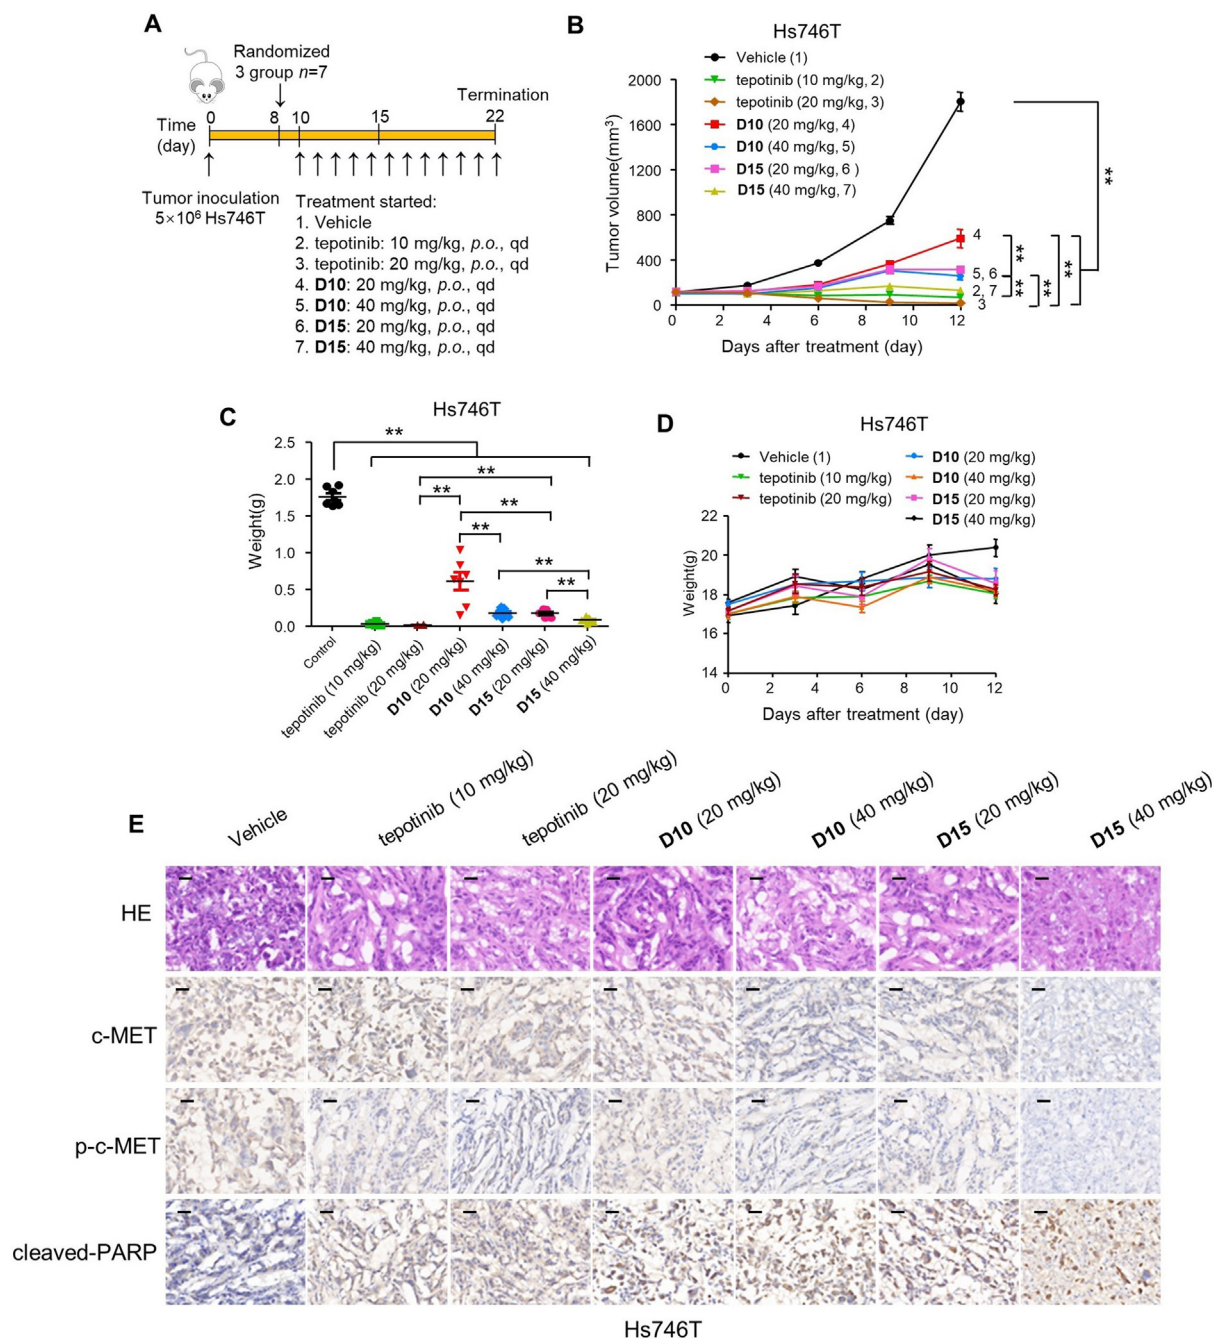 A
Randomized
3 group n=7
Termination
Time
(day)
0 8 10 15 22
Tumor inoculation
5×10⁶ Hs746T
Treatment started:
1. Vehicle
2. tepotinib: 10 mg/kg, p.o., qd
3. tepotinib: 20 mg/kg, p.o., qd
4. D10: 20 mg/kg, p.o., qd
5. D10: 40 mg/kg, p.o., qd
6. D15: 20 mg/kg, p.o., qd
7. D15: 40 mg/kg, p.o., qd
B
Hs746T
Vehicle (1)
tepotinib (10 mg/kg, 2)
tepotinib (20 mg/kg, 3)
D10 (20 mg/kg, 4)
D10 (40 mg/kg, 5)
D15 (20 mg/kg, 6 )
D15 (40 mg/kg, 7)
Tumor volume(mm³)
2000
1600
1200
800
400
0
0 2 4 6 8 10 12
Days after treatment (day)
4
5, 6
2, 7
3
**
**
**
**
**
C
Hs746T
Weight(g)
2.5
2.0
1.5
1.0
0.5
0.0
**
**
**
**
**
**
**
Control
tepotinib (10 mg/kg)
tepotinib (20 mg/kg)
D10 (20 mg/kg)
D10 (40 mg/kg)
D15 (20 mg/kg)
D15 (40 mg/kg)
D
Hs746T
Vehicle (1)
tepotinib (10 mg/kg)
tepotinib (20 mg/kg)
D10 (20 mg/kg)
D10 (40 mg/kg)
D15 (20 mg/kg)
D15 (40 mg/kg)
Weight(g)
22
20
18
16
14
0 2 4 6 8 10 12
Days after treatment (day)
E
Vehicle
tepotinib (10 mg/kg)
tepotinib (20 mg/kg)
D10 (20 mg/kg)
D10 (40 mg/kg)
D15 (20 mg/kg)
D15 (40 mg/kg)
HE
c-MET
p-c-MET
cleaved-PARP
Hs746T